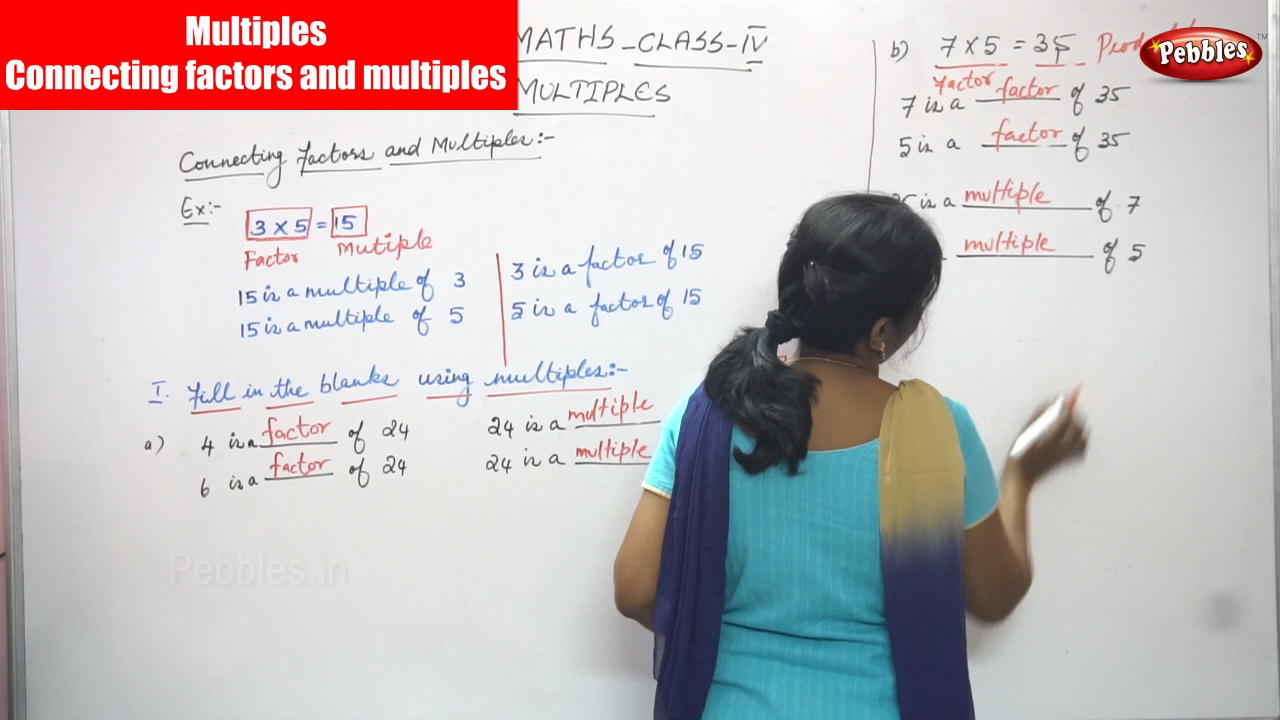 Multiples
Connecting factors and multiples
MATHS-CLASS-IV
MULTIPLES
Connecting Factors and Multiples:-
Ex:-
3 x 5 = 15
Factor Mutiple
15 is a multiple of 3
15 is a multiple of 5
3 is a factor of 15
5 is a factor of 15
I. Fill in the blanks using multiples:-
a) 4 is a factor of 24
6 is a factor of 24
24 is a multiple
24 is a multiple
b) 7 x 5 = 35
Factor
7 is a factor of 35
5 is a factor of 35
is a multiple of 7
multiple of 5
Pebbles TM
Pebbles.in